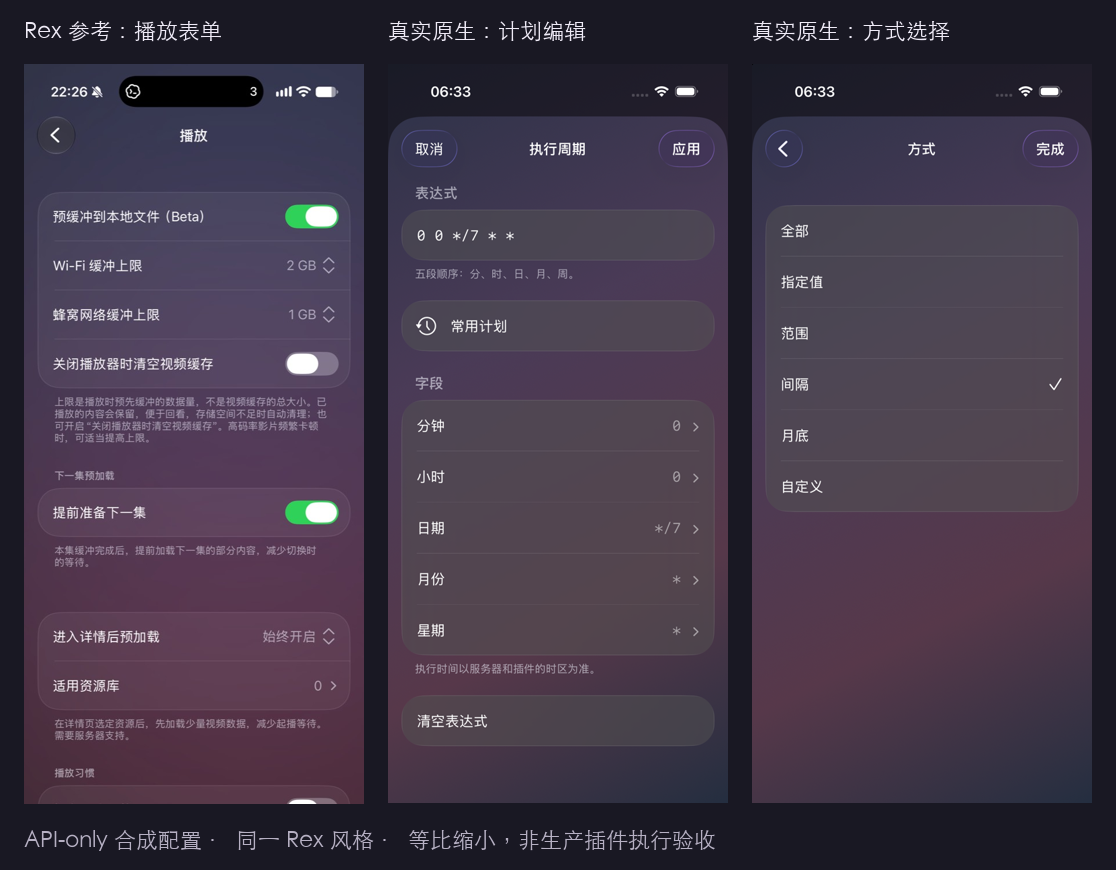 Rex 参考：播放表单
22:26
3
播放
预缓冲到本地文件（Beta）
Wi-Fi 缓冲上限
2 GB
蜂窝网络缓冲上限
1 GB
关闭播放器时清空视频缓存
上限是播放时预先缓冲的数据量，不是视频缓存的总大小。已
播放的内容会保留，便于回看，存储空间不足时自动清理；也
可开启“关闭播放器时清空视频缓存”。高码率影片频繁卡顿
时，可适当提高上限。
下一集预加载
提前准备下一集
本集缓冲完成后，提前加载下一集的部分内容，减少切换时
的等待。
进入详情后预加载
始终开启
适用资源库
0
在详情页选定资源后，先加载少量视频数据，减少起播等待。
需要服务器支持。
播放习惯
真实原生：计划编辑
06:33
取消
执行周期
应用
表达式
0 0 */7 * *
五段顺序：分、时、日、月、周。
常用计划
字段
分钟
0
小时
0
日期
*/7
月份
*
星期
*
执行时间以服务器和插件的时区为准。
清空表达式
真实原生：方式选择
06:33
方式
完成
全部
指定值
范围
间隔
月底
自定义
API-only 合成配置 · 同一 Rex 风格 · 等比缩小，非生产插件执行验收